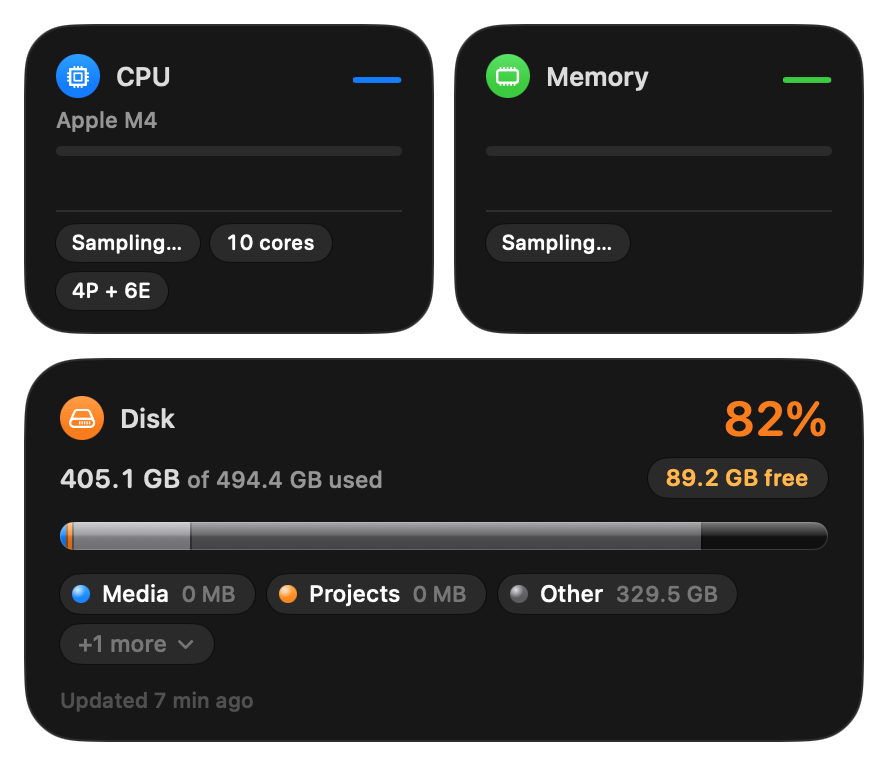 CPU
Apple M4
Sampling...
10 cores
4P + 6E
Memory
Sampling...
Disk
82%
405.1 GB of 494.4 GB used
89.2 GB free
Media 0 MB
Projects 0 MB
Other 329.5 GB
+1 more
Updated 7 min ago